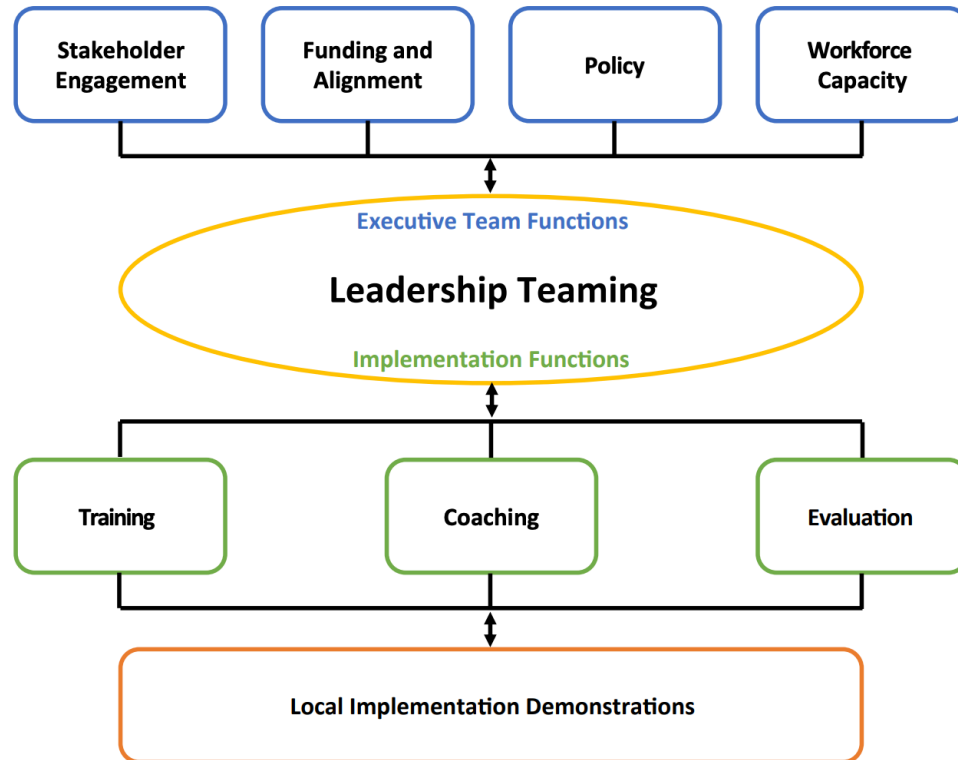 Stakeholder
Engagement
Funding and
Alignment
Policy
Workforce
Capacity
Executive Team Functions
Leadership Teaming
Implementation Functions
Training
Coaching
Evaluation
Local Implementation Demonstrations